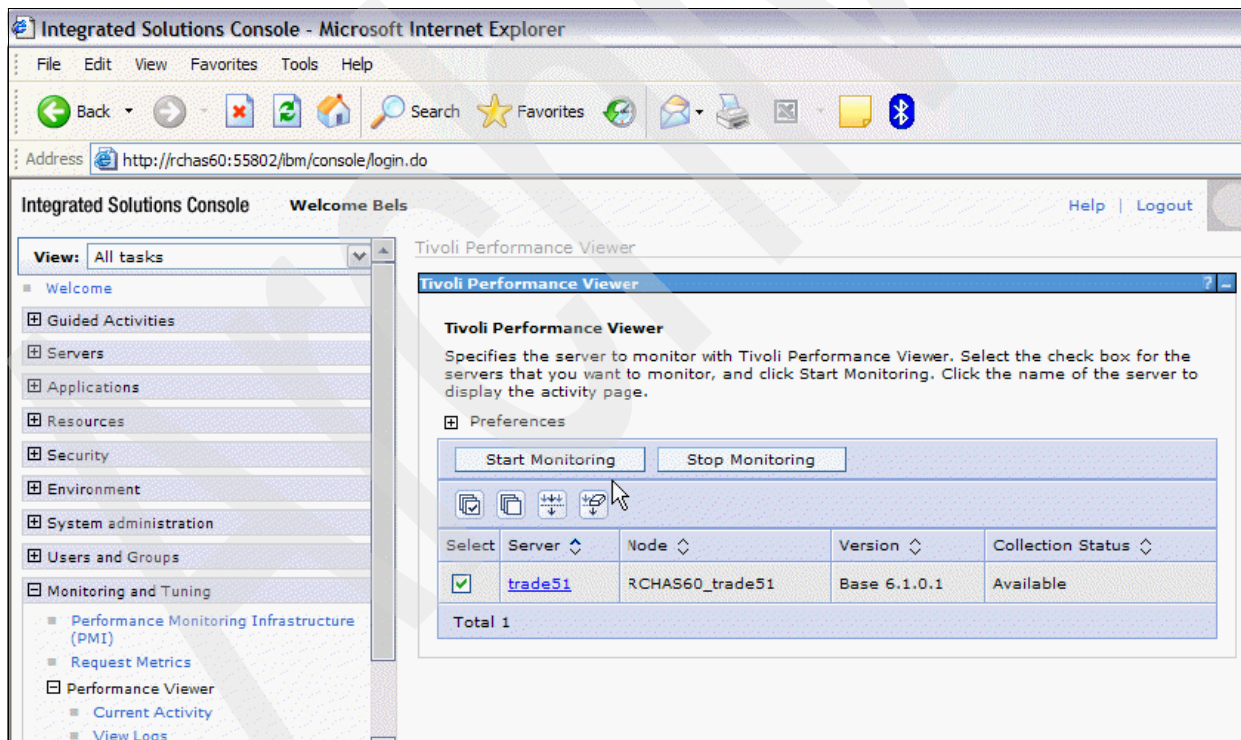 Integrated Solutions Console - Microsoft Internet Explorer
File Edit View Favorites Tools Help
Back Search Favorites
Address http://rchas60:55802/ibm/console/login.do
Integrated Solutions Console Welcome Bels Help | Logout
View: All tasks
Welcome
Guided Activities
Servers
Applications
Resources
Security
Environment
System administration
Users and Groups
Monitoring and Tuning
Performance Monitoring Infrastructure
(PMI)
Request Metrics
Performance Viewer
Current Activity
View Logs
Tivoli Performance Viewer
Tivoli Performance Viewer ? -
Tivoli Performance Viewer
Specifies the server to monitor with Tivoli Performance Viewer. Select the check box for the
servers that you want to monitor, and click Start Monitoring. Click the name of the server to
display the activity page.
Preferences
Start Monitoring Stop Monitoring
Select Server Node Version Collection Status
trade51 RCHAS60_trade51 Base 6.1.0.1 Available
Total 1